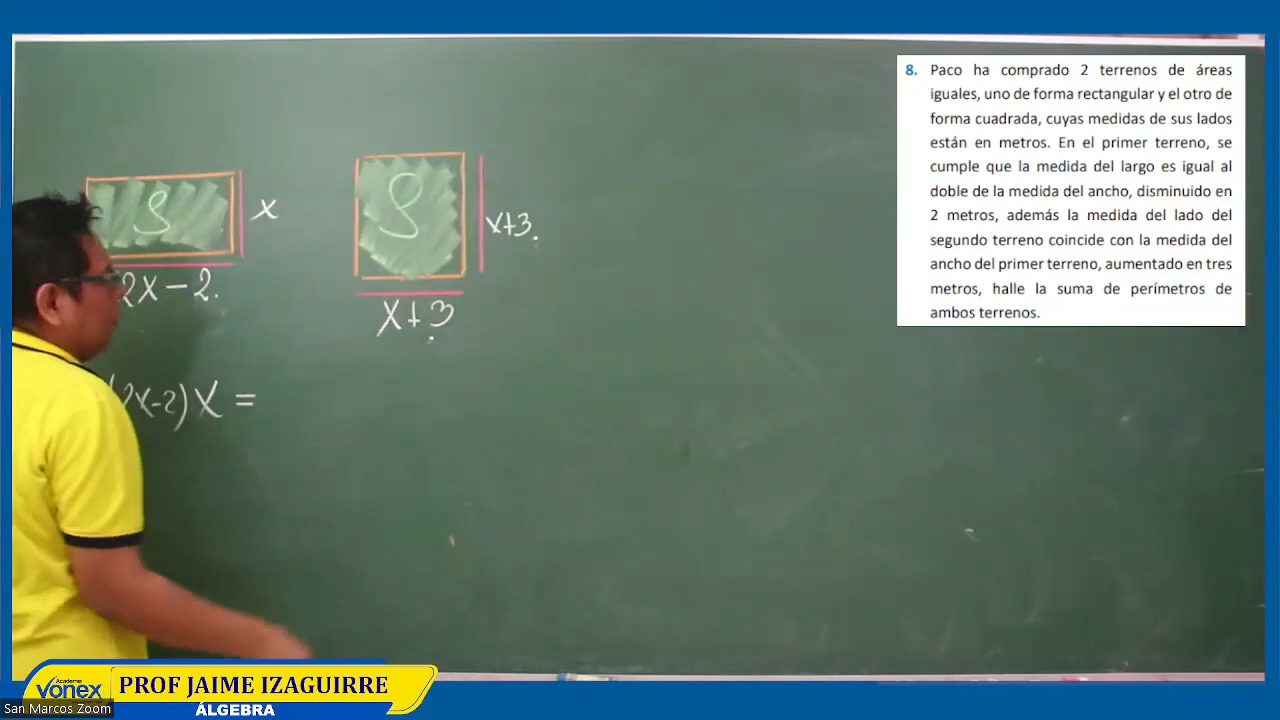 8. Paco ha comprado 2 terrenos de áreas
iguales, uno de forma rectangular y el otro de
forma cuadrada, cuyas medidas de sus lados
están en metros. En el primer terreno, se
cumple que la medida del largo es igual al
doble de la medida del ancho, disminuido en
2 metros, además la medida del lado del
segundo terreno coincide con la medida del
ancho del primer terreno, aumentado en tres
metros, halle la suma de perímetros de
ambos terrenos.
S
x
2x-2.
S
x+3.
x+3
(2x-2)x =
Academia
vonex
PROF JAIME IZAGUIRRE
ÁLGEBRA
San Marcos Zoom